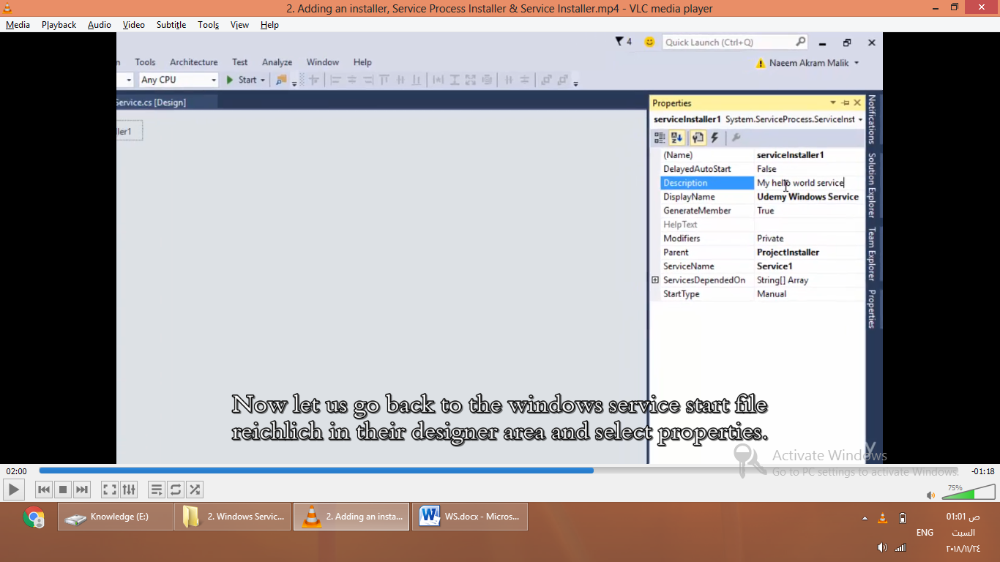 2. Adding an installer, Service Process Installer & Service Installer.mp4 - VLC media player
Media Playback Audio Video Subtitle Tools View Help
4 Quick Launch (Ctrl+Q)
Tools Architecture Test Analyze Window Help
Naeem Akram Malik
Any CPU Start
Service.cs [Design]
Properties
ller1
serviceInstaller1 System.ServiceProcess.ServiceInst
(Name) serviceInstaller1
DelayedAutoStart False
Description My hello world service
DisplayName Udemy Windows Service
GenerateMember True
HelpText
Modifiers Private
Parent ProjectInstaller
ServiceName Service1
ServicesDependedOn String[] Array
StartType Manual
Notifications
Solution Explorer
Team Explorer
Properties
Now let us go back to the windows service start file
reichlich in their designer area and select properties.
Activate Windows
Go to PC settings to activate Windows.
02:00 -01:18
75%
Knowledge (E:) 2. Windows Servic... 2. Adding an insta... WS.docx - Micros...
ENG
01:01 ص
السبت
٢٠١٨/١١/٢٤